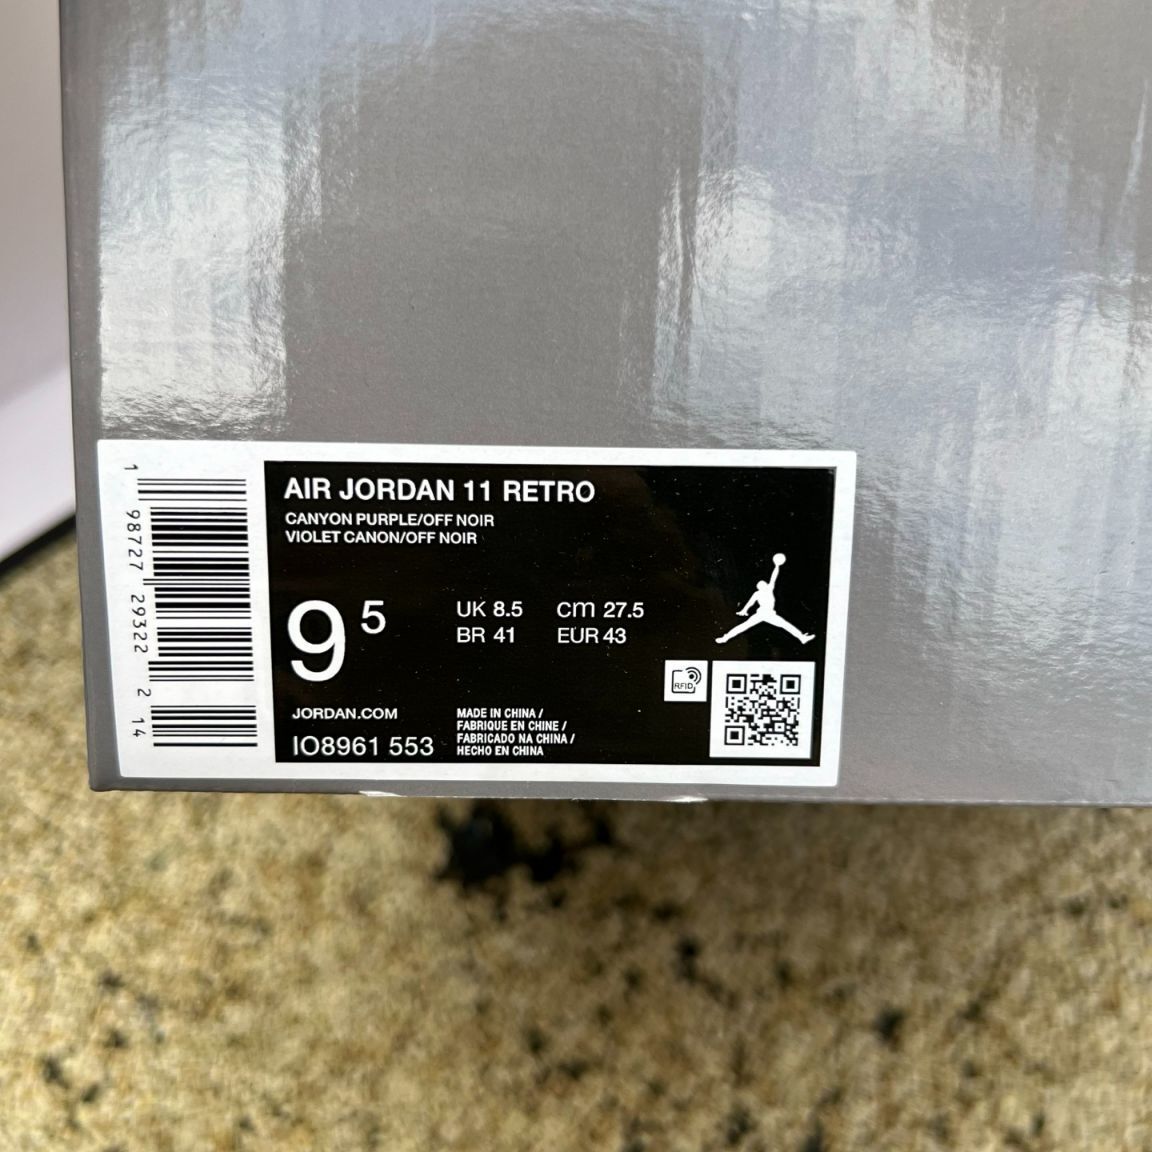 AIR JORDAN 11 RETRO
CANYON PURPLE/OFF NOIR
VIOLET CANON/OFF NOIR
9 5
UK 8.5 cm 27.5
BR 41 EUR 43
RFID
JORDAN.COM
IO8961 553
MADE IN CHINA /
FABRIQUE EN CHINE /
FABRICADO NA CHINA /
HECHO EN CHINA
1 98727 29322 2 14